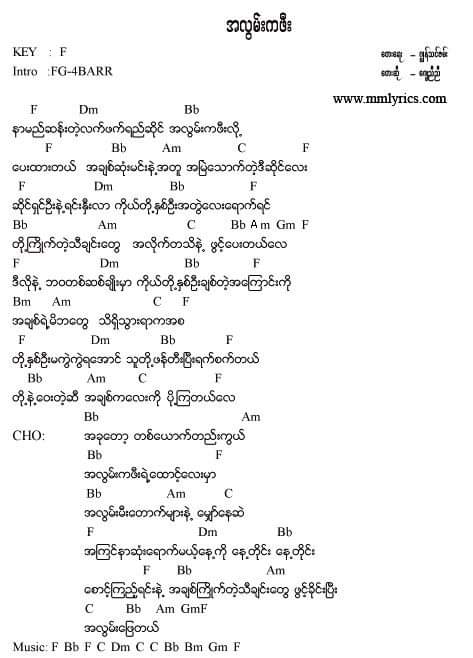 အလွမ်းကဖီး
KEY : F
တေးရေး – ဂျွန်သင်ဇမ်း
Intro :FG-4BARR
တေးဆို – ရွှေညီညီ
www.mmlyrics.com
F Dm Bb
နာမည်ဆန်းတဲ့လက်ဖက်ရည်ဆိုင် အလွမ်းကဖီးလို့
F Bb Am C F
ပေးထားတယ် အချစ်ဆုံးမင်းနဲ့အတူ အမြဲသောက်တဲ့ဒီဆိုင်လေး
F Dm Bb F
ဆိုင်ရှင်ဦးနဲ့ရင်းနှီးလာ ကိုယ်တို့နှစ်ဦးအတွဲလေးရောက်ရင်
Bb Am C Bb Am Gm F
တို့ကြိုက်တဲ့သီချင်းတွေ အလိုက်တသိနဲ့ ဖွင့်ပေးတယ်လေ
F Dm Bb F
ဒီလိုနဲ့ ဘဝတစ်ဆစ်ချိုးမှာ ကိုယ်တို့နှစ်ဦးချစ်တဲ့အကြောင်းကို
Bm Am C F
အချစ်ရဲ့မိဘတွေ သိရှိသွားရာကအစ
F Dm Bb F
တို့နှစ်ဦးမကွဲကွဲရအောင် သူတို့ဖန်တီးပြီးရက်စက်တယ်
Bb Am C F
တို့နဲ့ဝေးတဲ့ဆီ အချစ်ကလေးကို ပို့ကြတယ်လေ
Bb Am
CHO: အခုတော့ တစ်ယောက်တည်းကွယ်
Bb F
အလွမ်းကဖီးရဲ့ထောင့်လေးမှာ
Bb Am C
အလွမ်းမီးတောက်များနဲ့ မျှော်နေဆဲ
F Dm Bb
အကြင်နာဆုံးရောက်မယ့်နေ့ကို နေ့တိုင်း နေ့တိုင်း
F Bb Am
စောင့်ကြည့်ရင်းနဲ့ အချစ်ကြိုက်တဲ့သီချင်းတွေ ဖွင့်ခိုင်းပြီး
C Bb Am GmF
အလွမ်းဖြေတယ်
Music: F Bb F C Dm C C Bb Bm Gm F